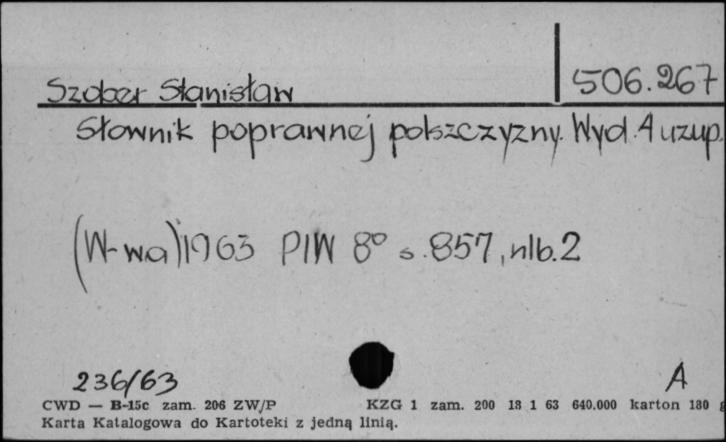 Szober Stanisław 506.267
Słownik poprawnej polszczyzny. Wyd. 4 uzup.
(W-wa) 1963 PIW 8° s. 857, nlb. 2
236/63 A
CWD — B-15c zam. 206 ZW/P KZG 1 zam. 200 18 1 63 640.000 karton 180 g
Karta Katalogowa do Kartoteki z jedną linią.